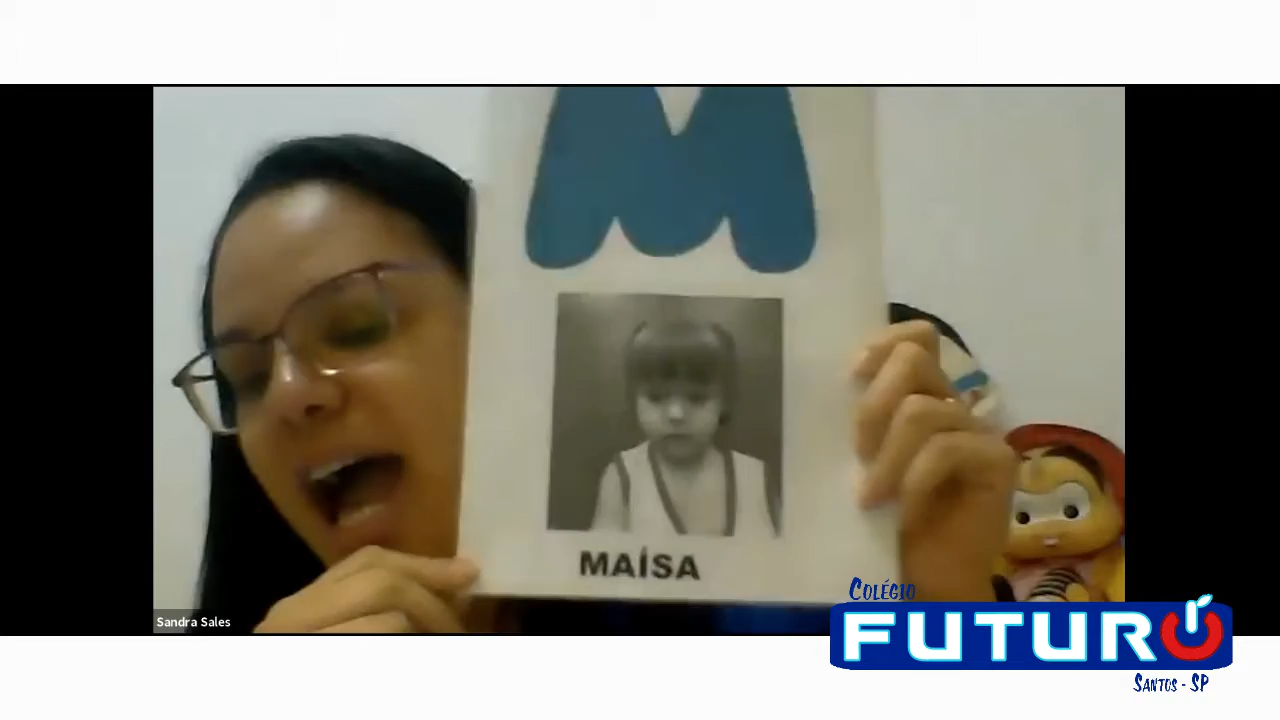 M
MAÍSA
Sandra Sales
COLÉGIO
FUTURO
SANTOS - SP